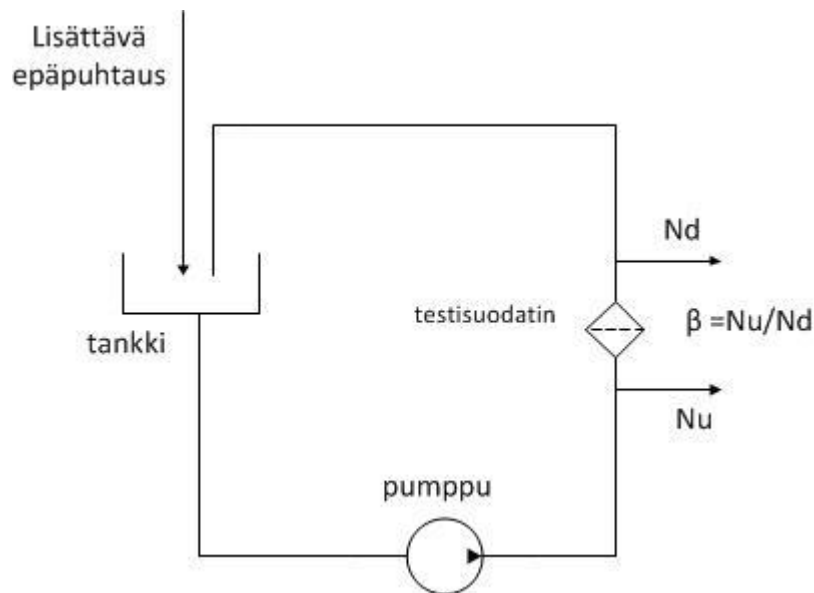 Lisättävä
epäpuhtaus
Nd
testisuodatin
β =Nu/Nd
tankki
Nu
pumppu